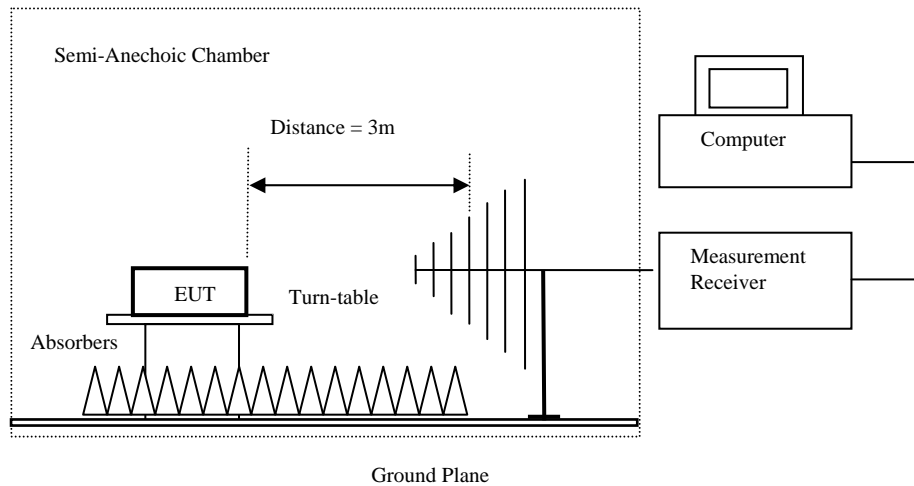 Semi-Anechoic Chamber
Distance = 3m
Computer
Measurement
Receiver
EUT
Turn-table
Absorbers
Ground Plane